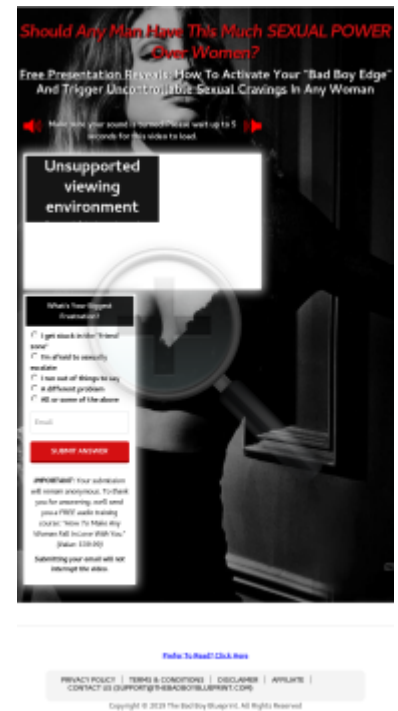 Should Any Man Have This Much SEXUAL POWER
Over Women?
Free Presentation Reveals: How To Activate Your "Bad Boy Edge"
And Trigger Uncontrollable Sexual Cravings In Any Woman
Make sure your sound is turned Please wait up to 5
seconds for this video to load.
Unsupported
viewing
environment
What's Your Biggest
Frustration?
I get stuck in the "friend
zone"
I'm afraid to sexually
escalate
I run out of things to say
A different problem
All or some of the above
Email
SUBMIT ANSWER
IMPORTANT: Your submission
will remain anonymous. To thank
you for answering, we'll send
you a FREE audio training
course: "How To Make Any
Woman Fall In Love With You."
(Value: $39.99)
Submitting your email will not
interrupt the video.
Prefer To Read? Click Here
PRIVACY POLICY | TERMS & CONDITIONS | DISCLAIMER | AFFILIATE |
CONTACT US (SUPPORT@THEBADBOYBLUEPRINT.COM)
Copyright © 2019 The Bad Boy Blueprint. All Rights Reserved